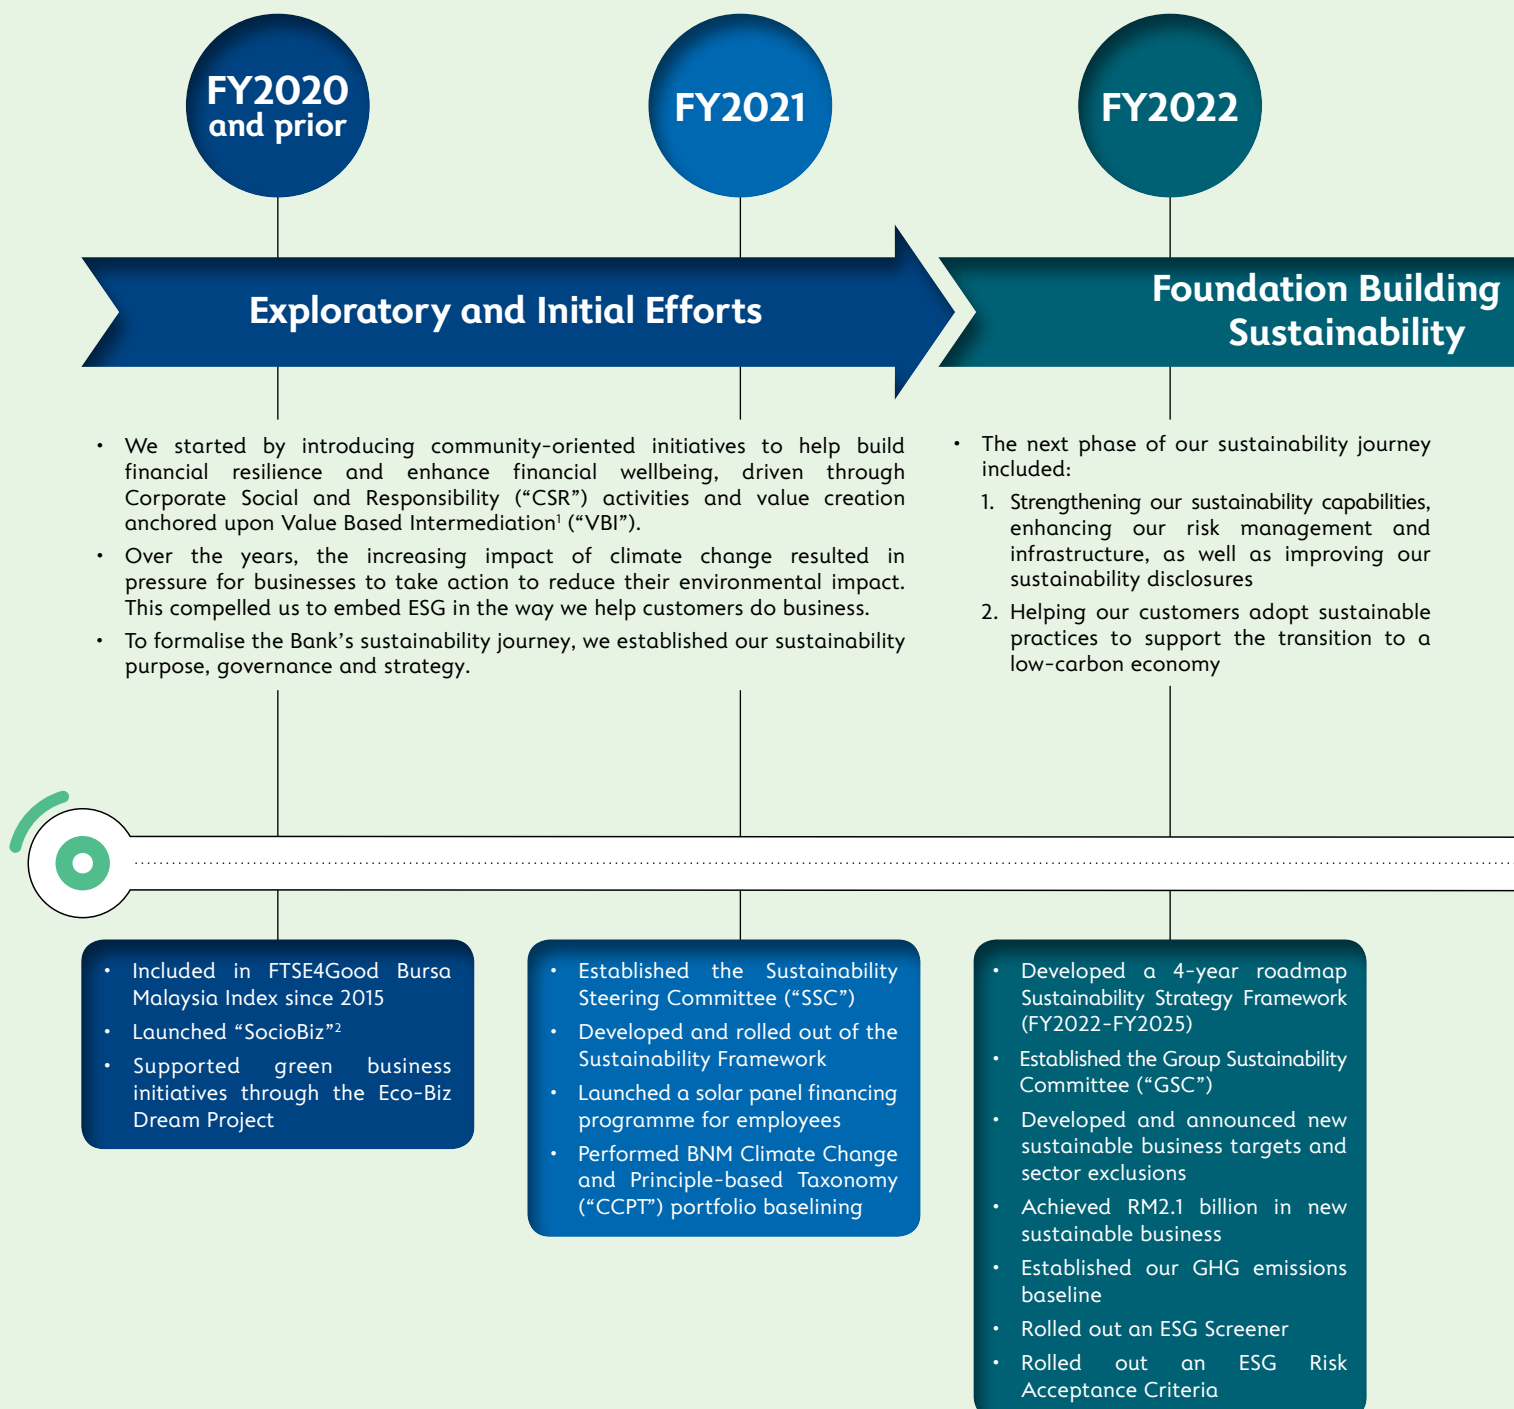 FY2020
and prior
FY2021
FY2022
Exploratory and Initial Efforts
Foundation Building
Sustainability
• We started by introducing community-oriented initiatives to help build
financial resilience and enhance financial wellbeing, driven through
Corporate Social and Responsibility (“CSR”) activities and value creation
anchored upon Value Based Intermediation¹ (“VBI”).
• Over the years, the increasing impact of climate change resulted in
pressure for businesses to take action to reduce their environmental impact.
This compelled us to embed ESG in the way we help customers do business.
• To formalise the Bank’s sustainability journey, we established our sustainability
purpose, governance and strategy.
• The next phase of our sustainability journey
included:
1. Strengthening our sustainability capabilities,
enhancing our risk management and
infrastructure, as well as improving our
sustainability disclosures
2. Helping our customers adopt sustainable
practices to support the transition to a
low-carbon economy
• Included in FTSE4Good Bursa
Malaysia Index since 2015
• Launched “SocioBiz”²
• Supported green business
initiatives through the Eco-Biz
Dream Project
• Established the Sustainability
Steering Committee (“SSC”)
• Developed and rolled out of the
Sustainability Framework
• Launched a solar panel financing
programme for employees
• Performed BNM Climate Change
and Principle-based Taxonomy
(“CCPT”) portfolio baselining
• Developed a 4-year roadmap
Sustainability Strategy Framework
(FY2022-FY2025)
• Established the Group Sustainability
Committee (“GSC”)
• Developed and announced new
sustainable business targets and
sector exclusions
• Achieved RM2.1 billion in new
sustainable business
• Established our GHG emissions
baseline
• Rolled out an ESG Screener
• Rolled out an ESG Risk
Acceptance Criteria